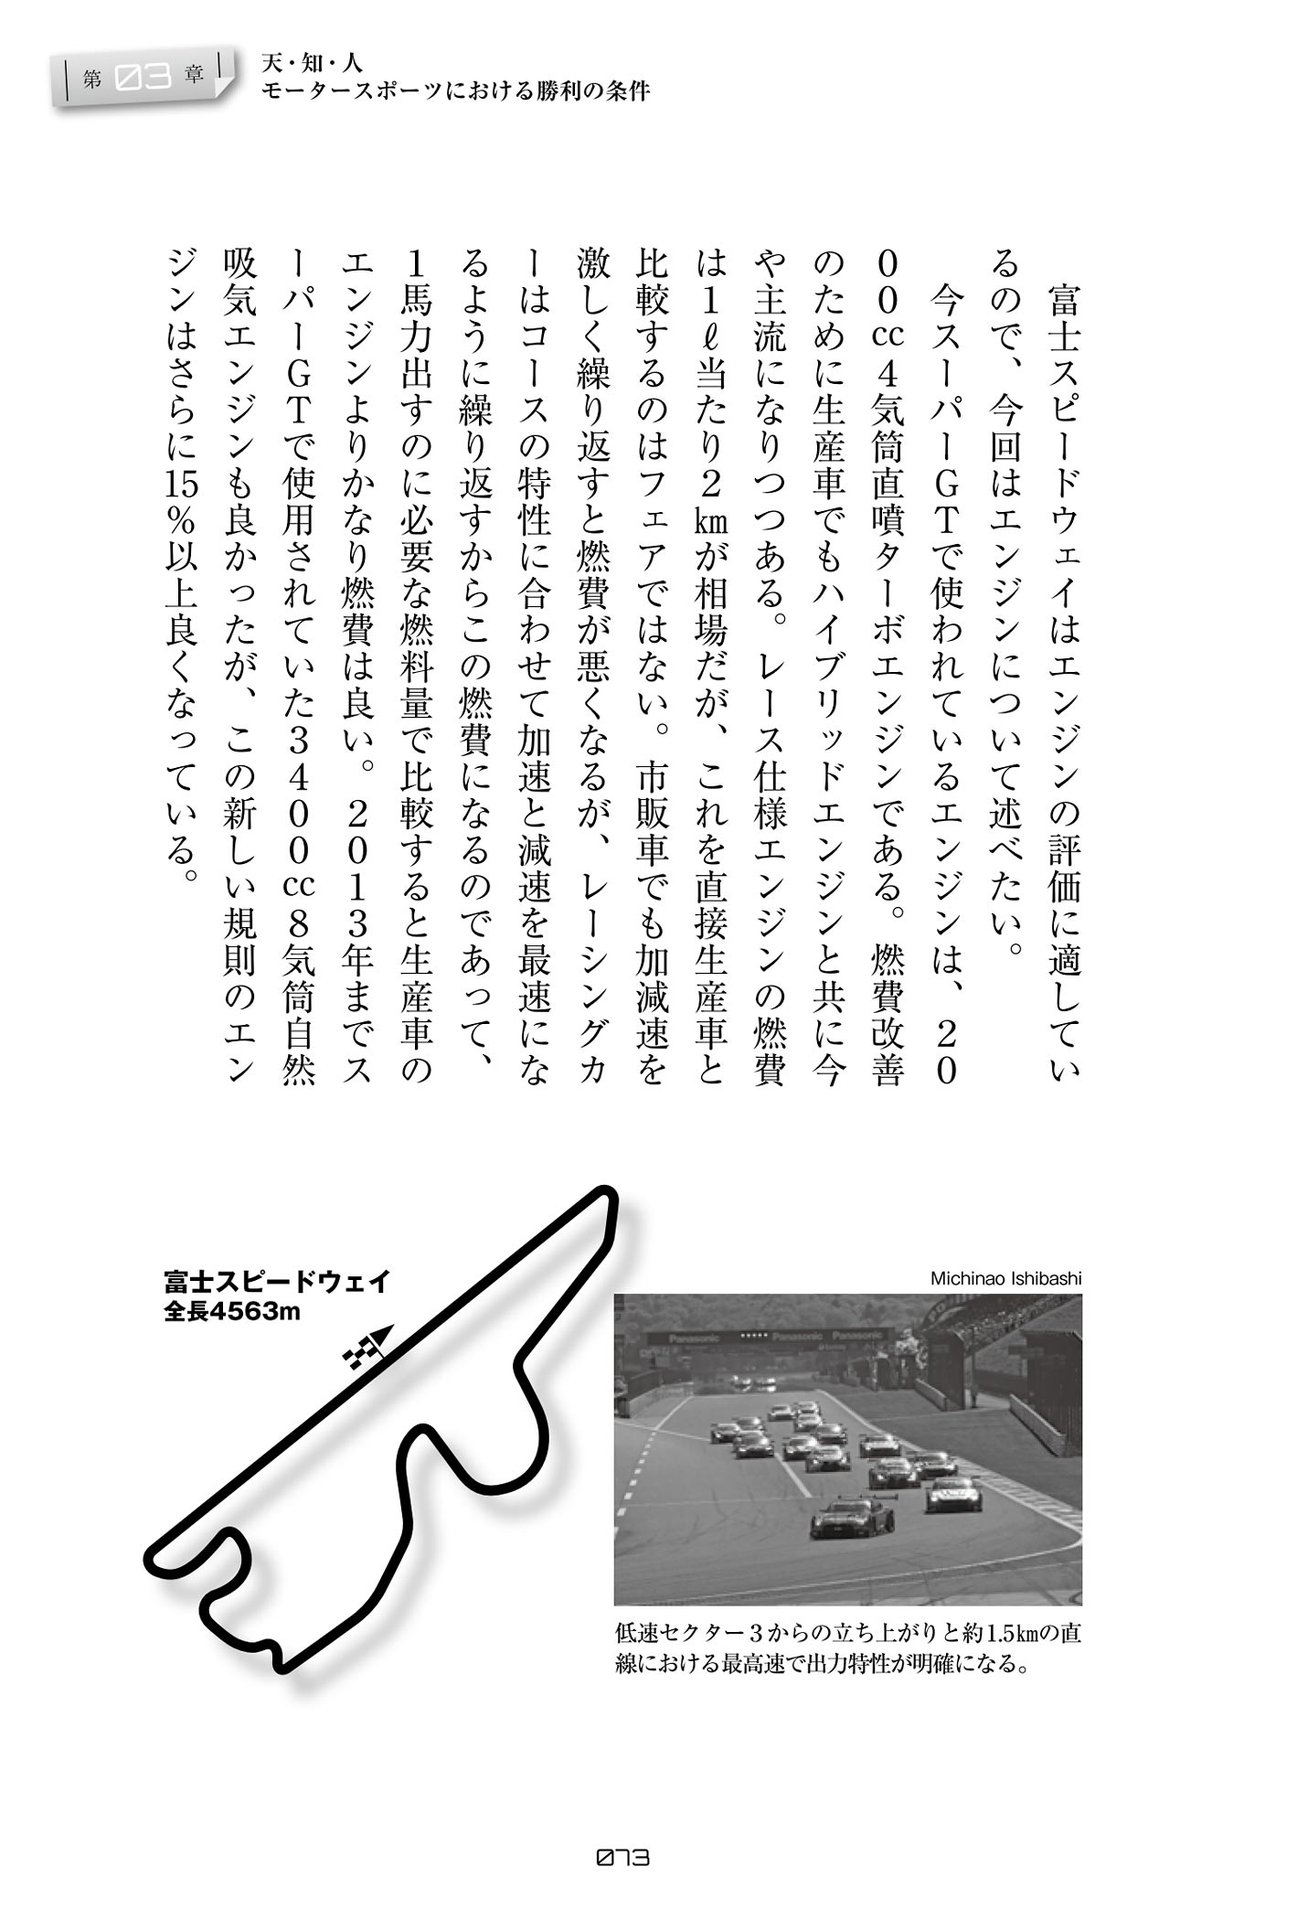 第03章
天・知・人
モータースポーツにおける勝利の条件
富士スピードウェイはエンジンの評価に適してい
るので、今回はエンジンについて述べたい。
今スーパーGTで使われているエンジンは、20
00cc4気筒直噴ターボエンジンである。燃費改善
のために生産車でもハイブリッドエンジンと共に今
や主流になりつつある。レース仕様エンジンの燃費
は1ℓ当たり2㎞が相場だが、これを直接生産車と
比較するのはフェアではない。市販車でも加減速を
激しく繰り返すと燃費が悪くなるが、レーシングカ
ーはコースの特性に合わせて加速と減速を最速にな
るように繰り返すからこの燃費になるのであって、
1馬力出すのに必要な燃料量で比較すると生産車の
エンジンよりかなり燃費は良い。2013年までス
ーパーGTで使用されていた3400cc8気筒自然
吸気エンジンも良かったが、この新しい規則のエン
ジンはさらに15%以上良くなっている。
富士スピードウェイ
全長4563m
Michinao Ishibashi
Panasonic
Panasonic
Panasonic
低速セクター3からの立ち上がりと約1.5㎞の直
線における最高速で出力特性が明確になる。
073